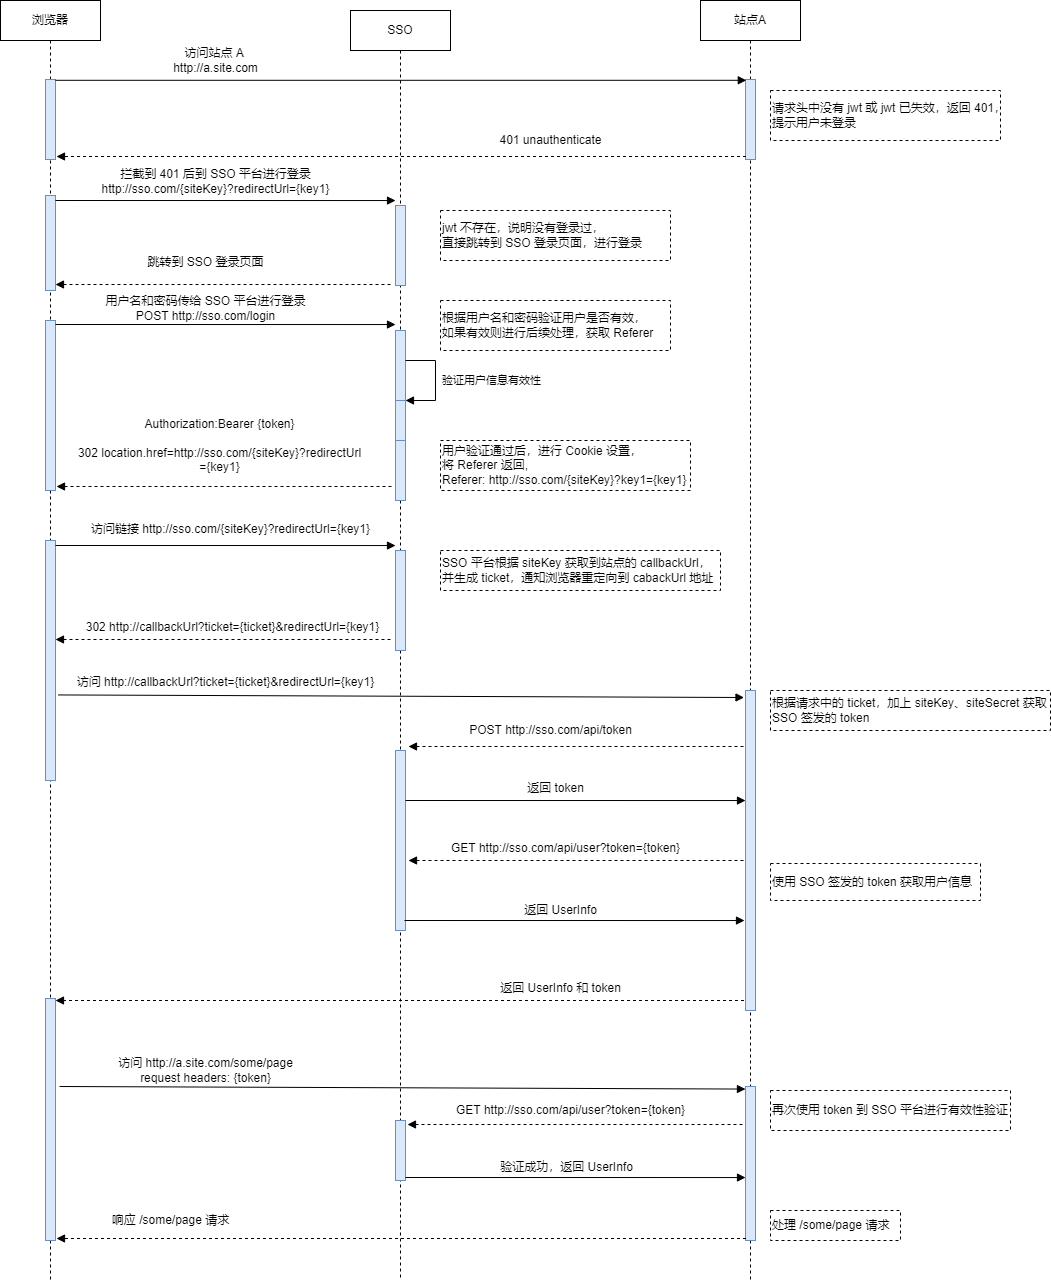 浏览器
SSO
站点A
访问站点 A
http://a.site.com
请求头中没有 jwt 或 jwt 已失效，返回 401，
提示用户未登录
401 unauthenticate
拦截到 401 后到 SSO 平台进行登录
http://sso.com/{siteKey}?redirectUrl={key1}
jwt 不存在，说明没有登录过，
直接跳转到 SSO 登录页面，进行登录
跳转到 SSO 登录页面
用户名和密码传给 SSO 平台进行登录
POST http://sso.com/login
根据用户名和密码验证用户是否有效，
如果有效则进行后续处理，获取 Referer
验证用户信息有效性
Authorization:Bearer {token}
302 location.href=http://sso.com/{siteKey}?redirectUrl
={key1}
用户验证通过后，进行 Cookie 设置，
将 Referer 返回,
Referer: http://sso.com/{siteKey}?key1={key1}
访问链接 http://sso.com/{siteKey}?redirectUrl={key1}
SSO 平台根据 siteKey 获取到站点的 callbackUrl，
并生成 ticket，通知浏览器重定向到 cabackUrl 地址
302 http://callbackUrl?ticket={ticket}&redirectUrl={key1}
访问 http://callbackUrl?ticket={ticket}&redirectUrl={key1}
根据请求中的 ticket，加上 siteKey、siteSecret 获取
SSO 签发的 token
POST http://sso.com/api/token
返回 token
GET http://sso.com/api/user?token={token}
使用 SSO 签发的 token 获取用户信息
返回 UserInfo
返回 UserInfo 和 token
访问 http://a.site.com/some/page
request headers: {token}
再次使用 token 到 SSO 平台进行有效性验证
GET http://sso.com/api/user?token={token}
验证成功，返回 UserInfo
响应 /some/page 请求
处理 /some/page 请求